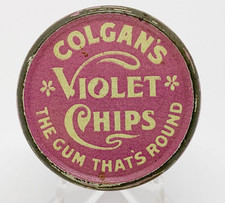 COLGAN'S
VIOLET
CHIPS
THE GUM THAT'S ROUND